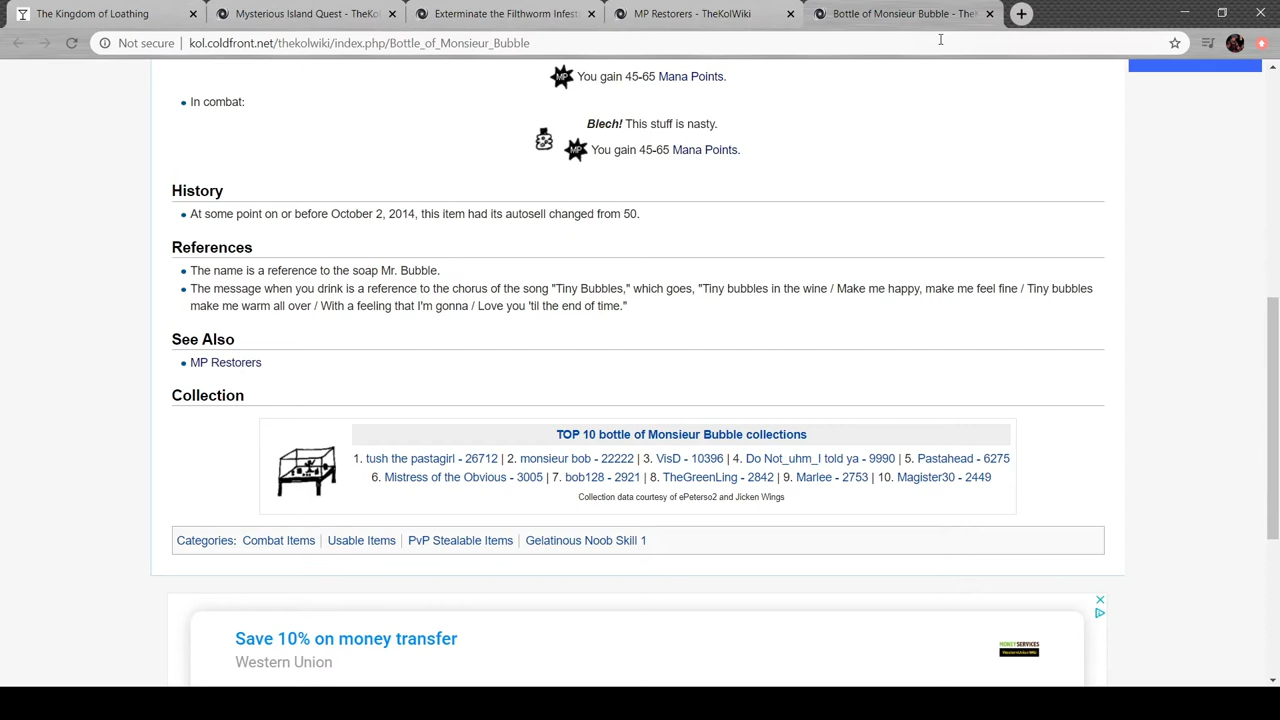 The Kingdom of Loathing
Mysterious Island Quest - TheKol
Exterminate the Filthworm Infest
MP Restorers - TheKolWiki
Bottle of Monsieur Bubble - The
Not secure
kol.coldfront.net/thekolwiki/index.php/Bottle_of_Monsieur_Bubble
MP You gain 45-65 Mana Points.
• In combat:
Blech! This stuff is nasty.
MP You gain 45-65 Mana Points.
History
• At some point on or before October 2, 2014, this item had its autosell changed from 50.
References
• The name is a reference to the soap Mr. Bubble.
• The message when you drink is a reference to the chorus of the song "Tiny Bubbles," which goes, "Tiny bubbles in the wine / Make me happy, make me feel fine / Tiny bubbles
make me warm all over / With a feeling that I'm gonna / Love you 'til the end of time."
See Also
• MP Restorers
Collection
TOP 10 bottle of Monsieur Bubble collections
1. tush the pastagirl - 26712 | 2. monsieur bob - 22222 | 3. VisD - 10396 | 4. Do Not_uhm_I told ya - 9990 | 5. Pastahead - 6275
6. Mistress of the Obvious - 3005 | 7. bob128 - 2921 | 8. TheGreenLing - 2842 | 9. Marlee - 2753 | 10. Magister30 - 2449
Collection data courtesy of ePeterso2 and Jicken Wings
Categories: Combat Items | Usable Items | PvP Stealable Items | Gelatinous Noob Skill 1
Save 10% on money transfer
Western Union